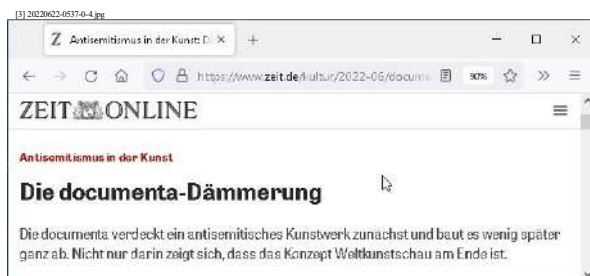 [3] 20220622-0537-0-4.jpg
Z Antisemitismus in der Kunst: D × +
https://www.zeit.de/kultur/2022-06/docume 90%
ZEIT ONLINE
Antisemitismus in der Kunst
Die documenta-Dämmerung
Die documenta verdeckt ein antisemitisches Kunstwerk zunächst und baut es wenig später
ganz ab. Nicht nur darin zeigt sich, dass das Konzept Weltkunstschau am Ende ist.